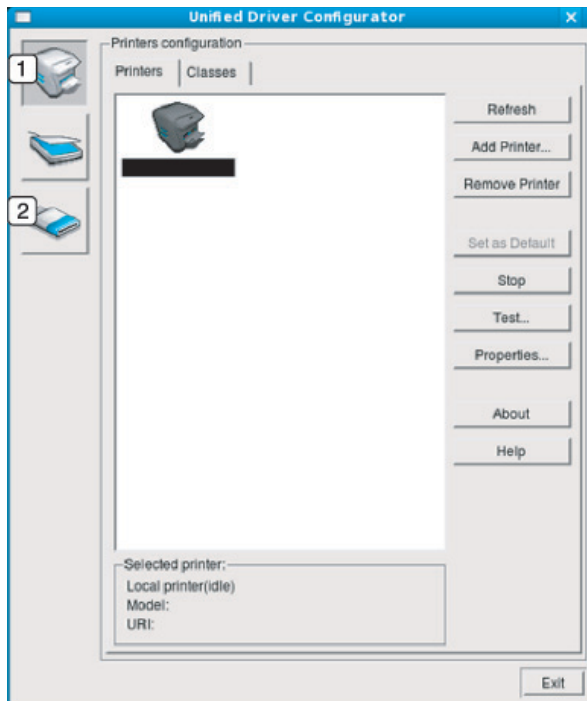 Unified Driver Configurator
1
2
Printers configuration
Printers
Classes
Refresh
Add Printer...
Remove Printer
Set as Default
Stop
Test...
Properties...
About
Help
Selected printer:
Local printer(idle)
Model:
URI:
Exit